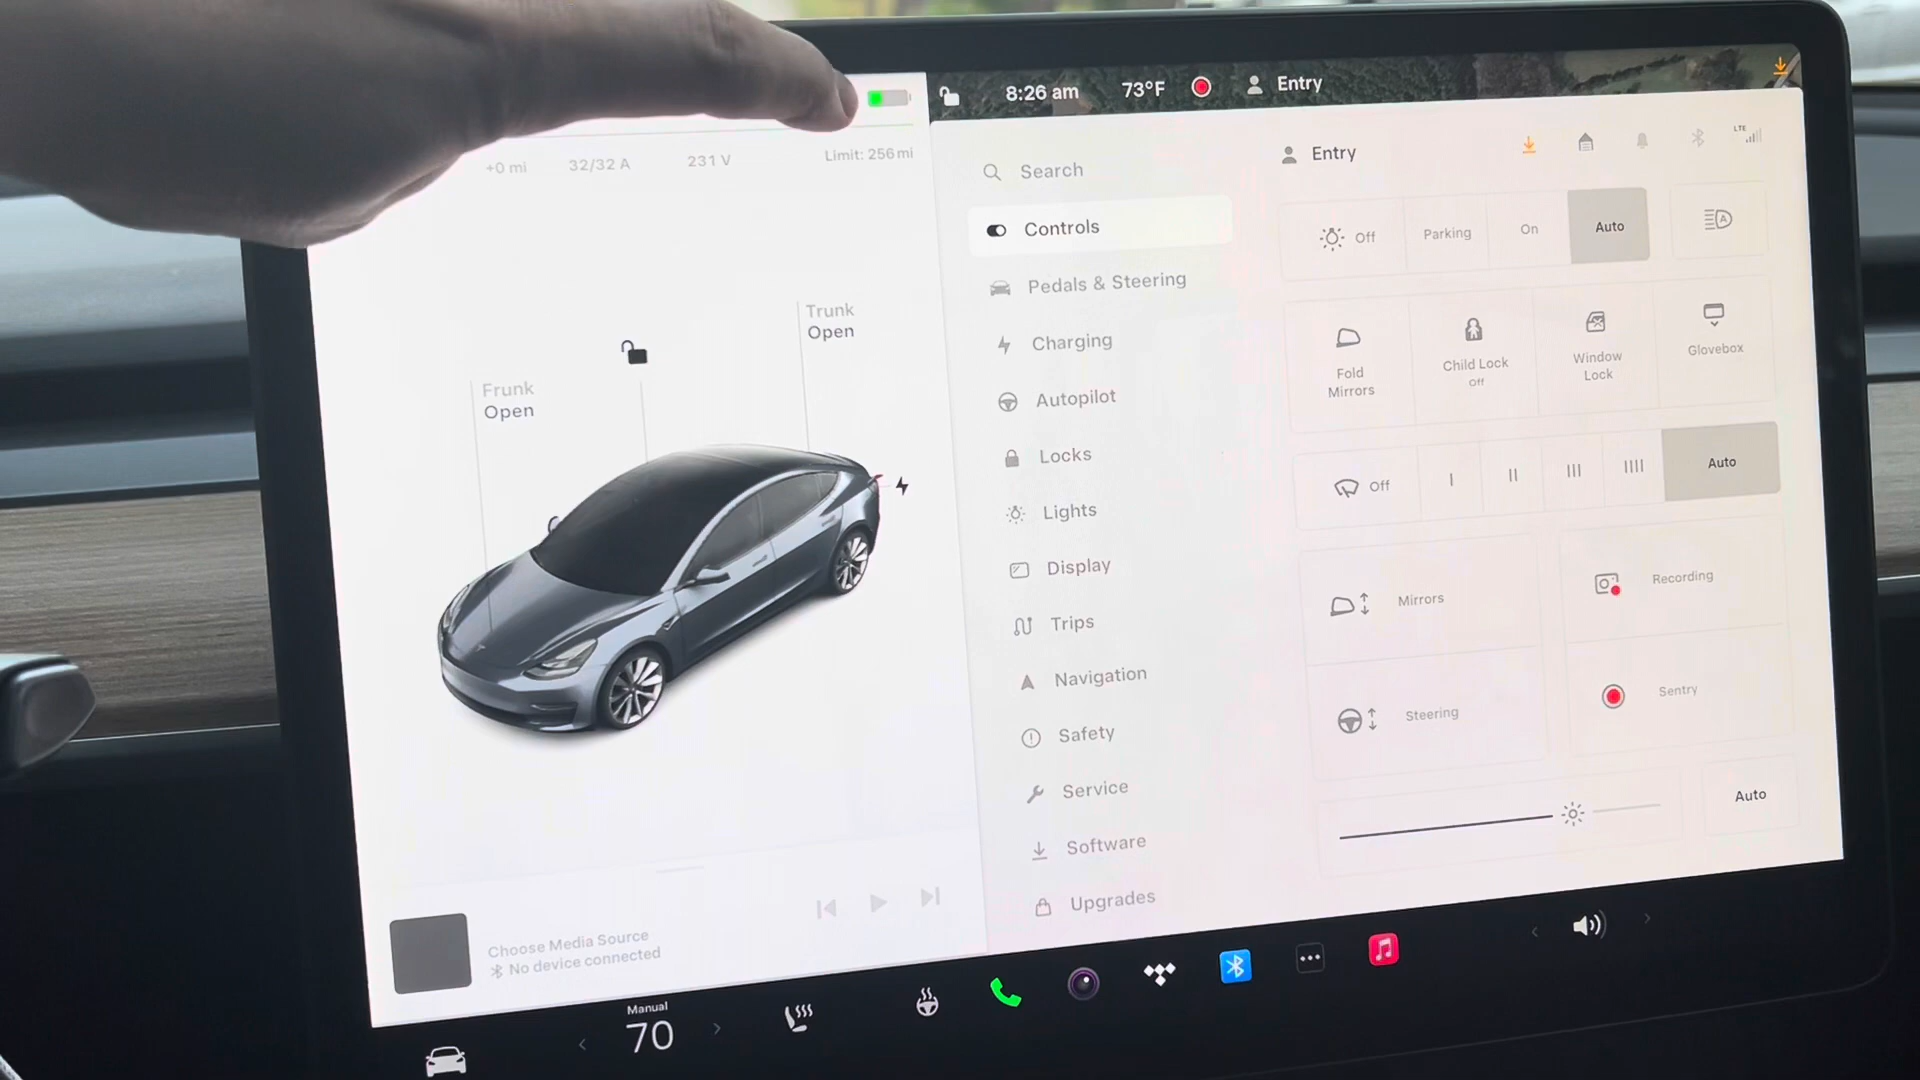 8:26 am
73°F
Entry
+0 mi
32/32 A
231 V
Limit: 256 mi
Trunk
Open
Frunk
Open
Choose Media Source
No device connected
Search
Controls
Pedals & Steering
Charging
Autopilot
Locks
Lights
Display
Trips
Navigation
Safety
Service
Software
Upgrades
Entry
LTE
Off
Parking
On
Auto
A
Fold
Mirrors
Child Lock
Off
Window
Lock
Glovebox
Off
I
II
III
IIII
Auto
Mirrors
Recording
Steering
Sentry
Auto
Manual
70